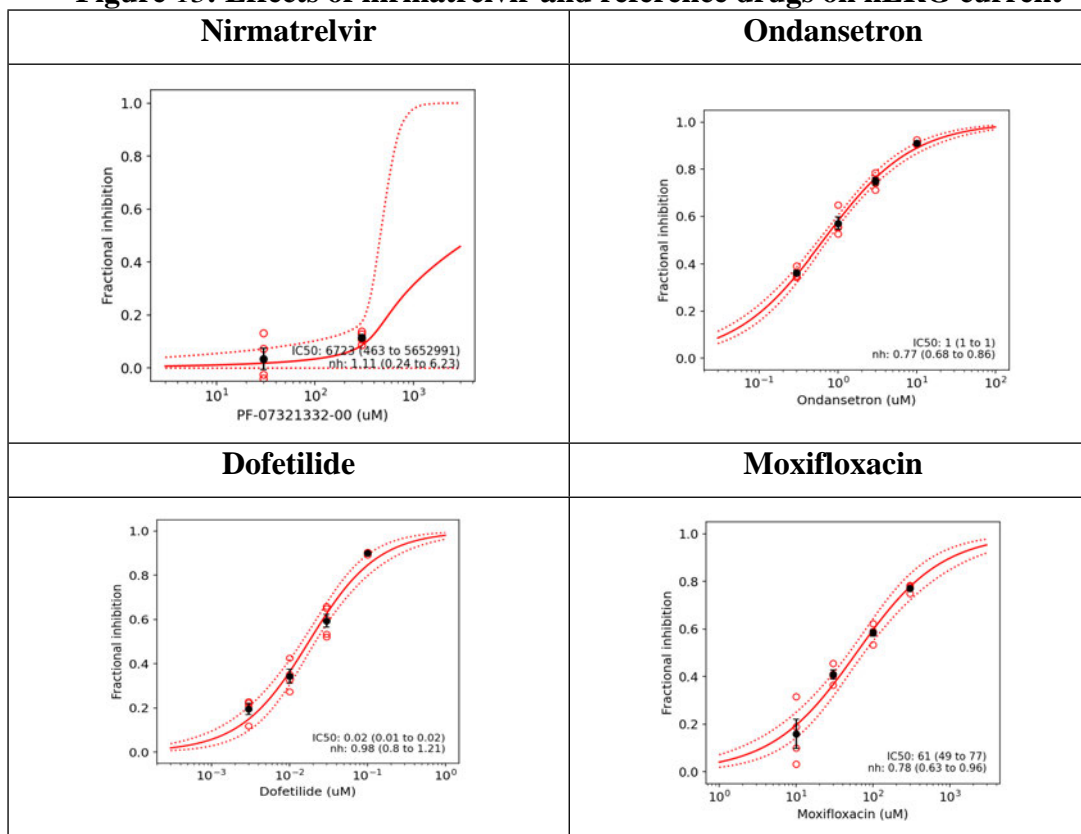 Figure 13: Effects of nirmatrelvir and reference drugs on hERG current
Nirmatrelvir
Ondansetron
1.0
0.8
0.6
0.4
0.2
0.0
Fractional inhibition
IC50: 6723 (463 to 5652991)
nh: 1.11 (0.24 to 6.23)
10¹ 10² 10³
PF-07321332-00 (uM)
1.0
0.8
0.6
0.4
0.2
0.0
Fractional inhibition
IC50: 1 (1 to 1)
nh: 0.77 (0.68 to 0.86)
10⁻¹ 10⁰ 10¹ 10²
Ondansetron (uM)
Dofetilide
Moxifloxacin
1.0
0.8
0.6
0.4
0.2
0.0
Fractional inhibition
IC50: 0.02 (0.01 to 0.02)
nh: 0.98 (0.8 to 1.21)
10⁻³ 10⁻² 10⁻¹ 10⁰
Dofetilide (uM)
1.0
0.8
0.6
0.4
0.2
0.0
Fractional inhibition
IC50: 61 (49 to 77)
nh: 0.78 (0.63 to 0.96)
10⁰ 10¹ 10² 10³
Moxifloxacin (uM)